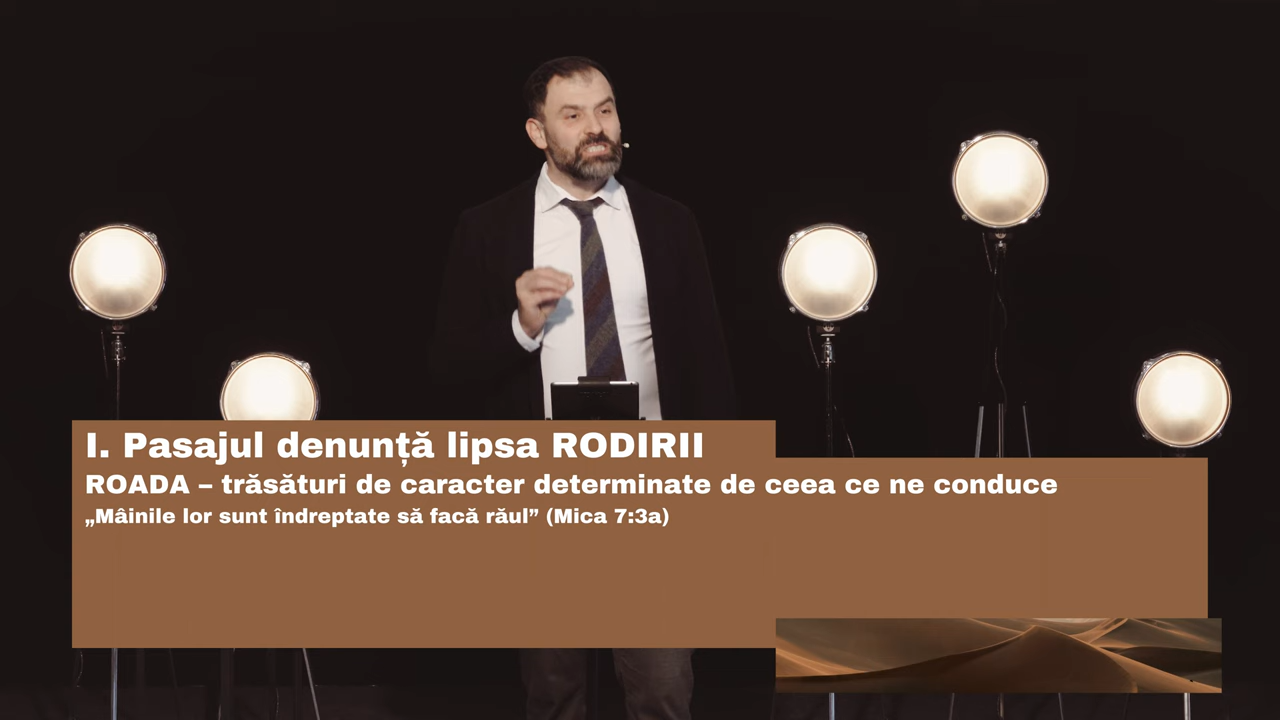 I. Pasajul denunță lipsa RODIRII
ROADA – trăsături de caracter determinate de ceea ce ne conduce
„Mâinile lor sunt îndreptate să facă răul” (Mica 7:3a)